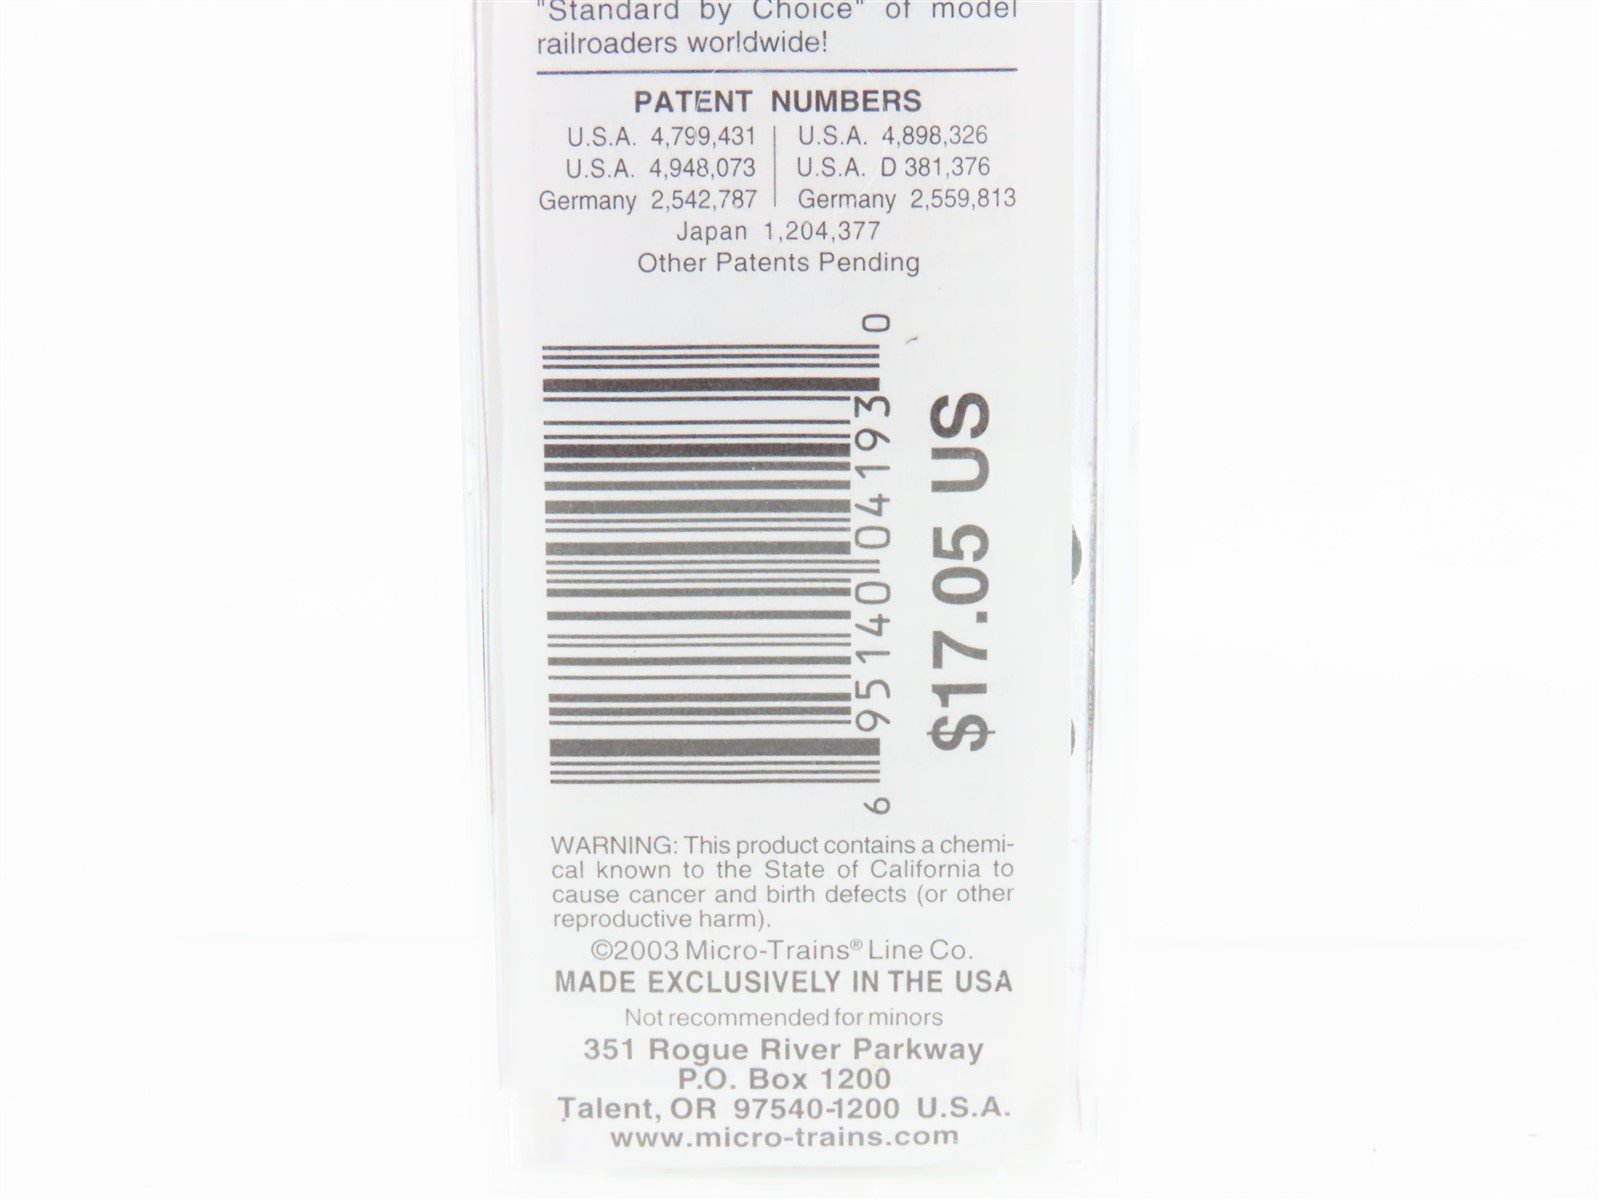 "Standard by Choice" of model
railroaders worldwide!
PATENT NUMBERS
U.S.A. 4,799,431 | U.S.A. 4,898,326
U.S.A. 4,948,073 | U.S.A. D 381,376
Germany 2,542,787 | Germany 2,559,813
Japan 1,204,377
Other Patents Pending
6 95140 04193 0
$17.05 US
WARNING: This product contains a chemi-
cal known to the State of California to
cause cancer and birth defects (or other
reproductive harm).
©2003 Micro-Trains® Line Co.
MADE EXCLUSIVELY IN THE USA
Not recommended for minors
351 Rogue River Parkway
P.O. Box 1200
Talent, OR 97540-1200 U.S.A.
www.micro-trains.com